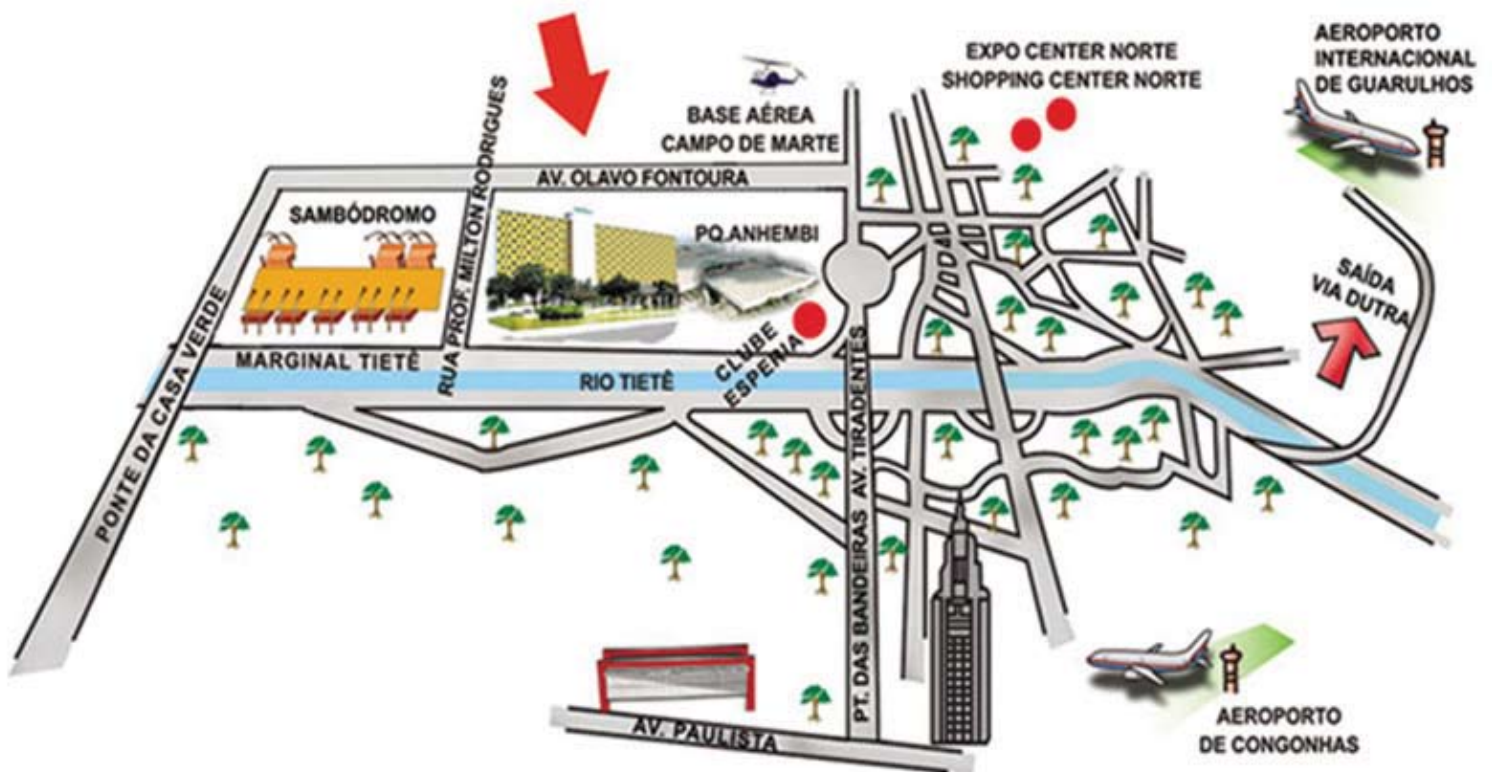 AEROPORTO
INTERNACIONAL
DE GUARULHOS
EXPO CENTER NORTE
SHOPPING CENTER NORTE
BASE AÉREA
CAMPO DE MARTE
RUA PROF. MILTON RODRIGUES
AV. OLAVO FONTOURA
SAMBÓDROMO
PQ.ANHEMBI
SAÍDA
VIA DUTRA
PONTE DA CASA VERDE
MARGINAL TIETÊ
RIO TIETÊ
CLUBE
ESPERIA
PT. DAS BANDEIRAS AV. TIRADENTES
AV. PAULISTA
AEROPORTO
DE CONGONHAS